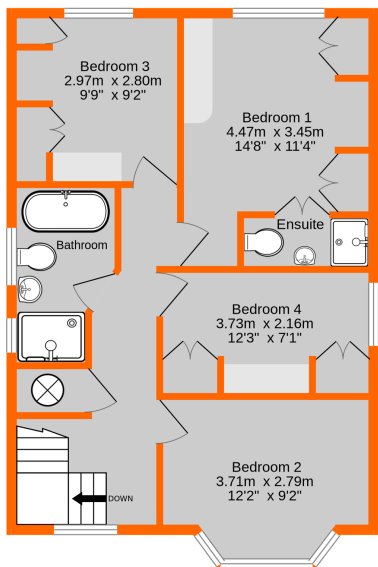 Bedroom 3
2.97m x 2.80m
9'9" x 9'2"
Bedroom 1
4.47m x 3.45m
14'8" x 11'4"
Ensuite
Bathroom
Bedroom 4
3.73m x 2.16m
12'3" x 7'1"
Bedroom 2
3.71m x 2.79m
12'2" x 9'2"
DOWN